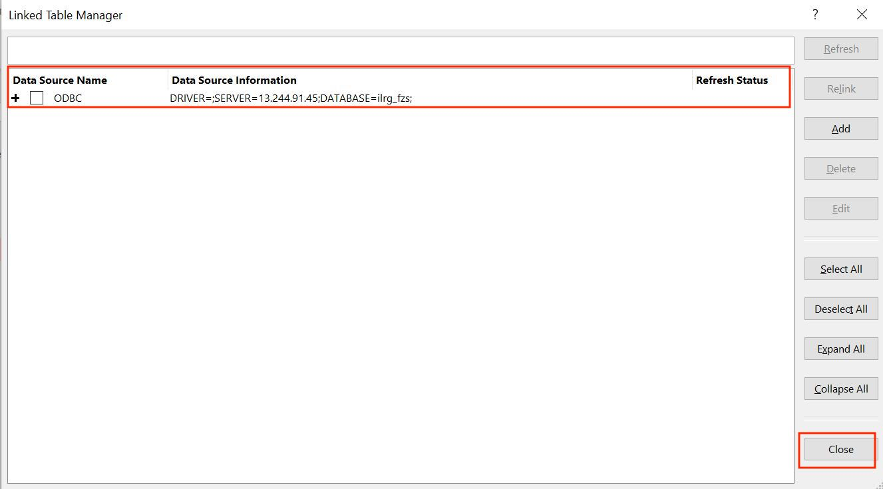 Linked Table Manager
?
Refresh
Data Source Name Data Source Information Refresh Status
ODBC DRIVER=;SERVER=13.244.91.45;DATABASE=ilrg_fzs;
Relink
Add
Delete
Edit
Select All
Deselect All
Expand All
Collapse All
Close